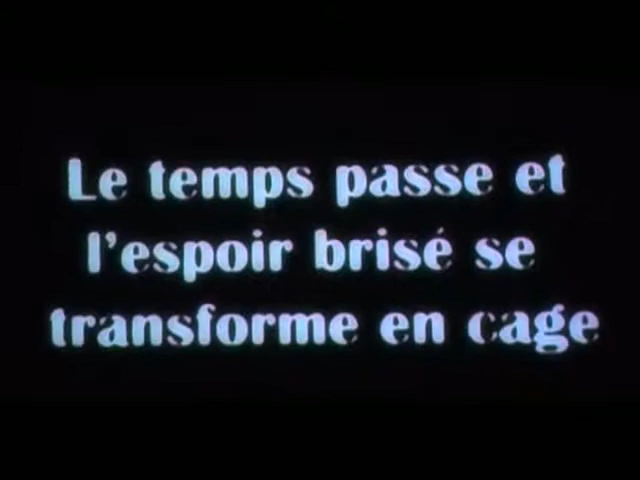 Le temps passe et
l'espoir brisé se
transforme en cage